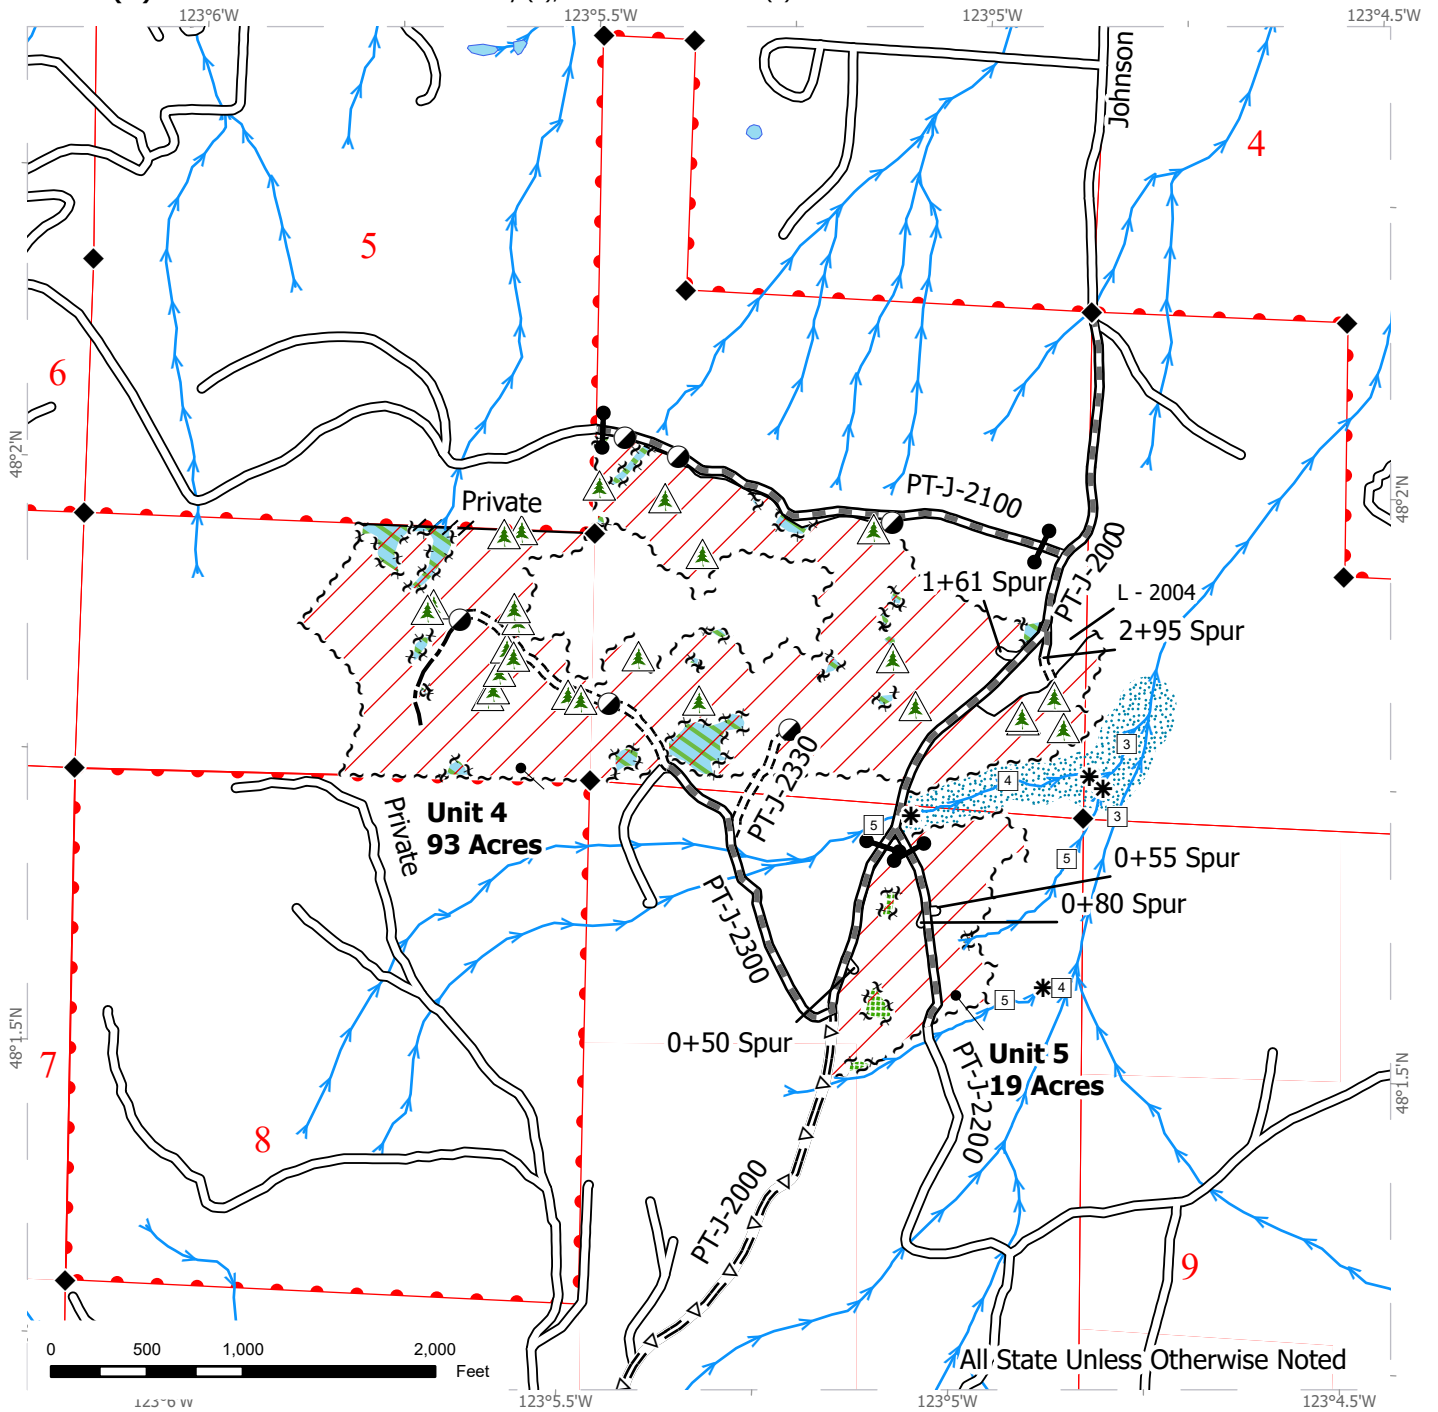 123°6'W
123°5.5'W
123°5'W
123°4.5'W
Johnson
4
5
6
48°2'N
48°2'N
Private
PT-J-2100
PT-J-2000
1+61 Spur
L - 2004
2+95 Spur
3
4
PT-J-2330
Unit 4
93 Acres
Private
5
3
5
0+55 Spur
0+80 Spur
PT-J-2300
4
5
48°1.5'N
7
0+50 Spur
Unit 5
19 Acres
48°1.5'N
PT-J-2200
8
PT-J-2000
9
0 500 1,000 2,000
Feet
All State Unless Otherwise Noted
123°6'W
123°5.5'W
123°5'W
123°4.5'W